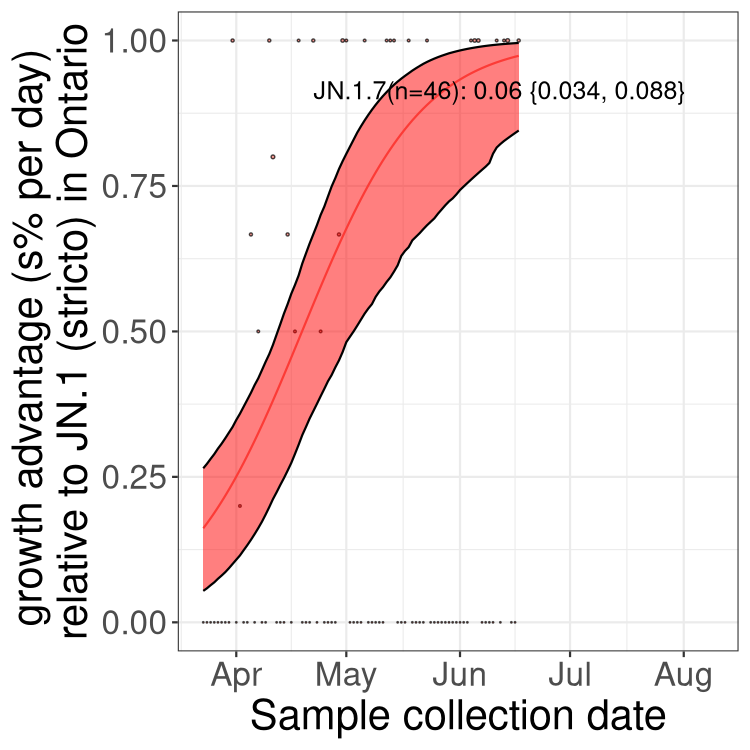 growth advantage (s% per day)
relative to JN.1 (stricto) in Ontario
1.00
0.75
0.50
0.25
0.00
JN.1.7(n=46): 0.06 {0.034, 0.088}
Apr May Jun Jul Aug
Sample collection date